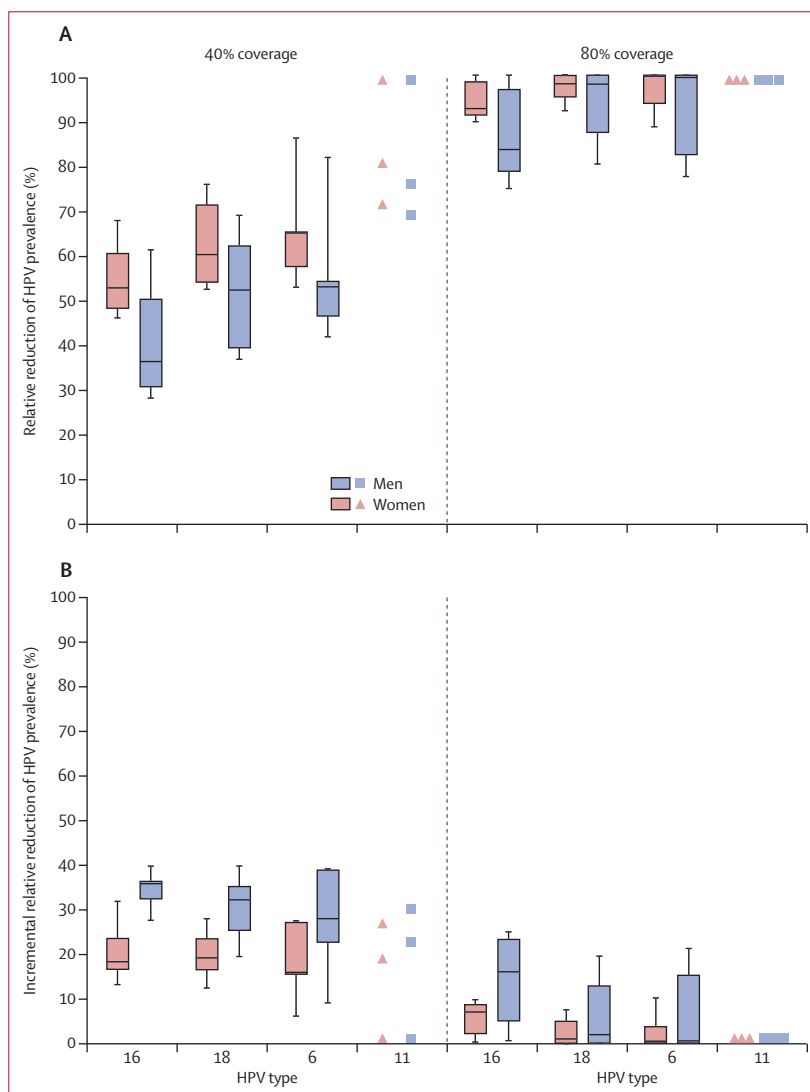 A
40% coverage
80% coverage
100
90
80
70
60
50
40
30
20
10
0
Relative reduction of HPV prevalence (%)
Men
Women
B
100
90
80
70
60
50
40
30
20
10
0
Incremental relative reduction of HPV prevalence (%)
16 18 6 11 16 18 6 11
HPV type HPV type